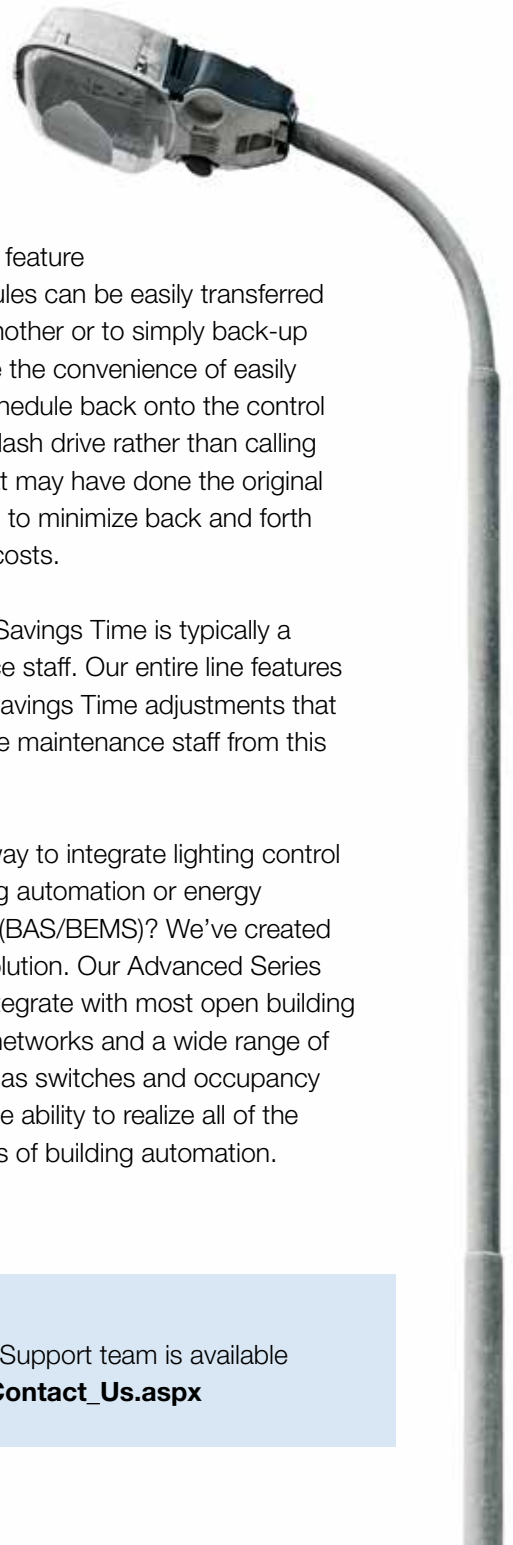 feature
ules can be easily transferred
nother or to simply back-up
e the convenience of easily
hedule back onto the control
lash drive rather than calling
t may have done the original
to minimize back and forth
costs.
Savings Time is typically a
ce staff. Our entire line features
avings Time adjustments that
e maintenance staff from this
way to integrate lighting control
g automation or energy
(BAS/BEMS)? We've created
olution. Our Advanced Series
tegrate with most open building
networks and a wide range of
as switches and occupancy
e ability to realize all of the
s of building automation.
Support team is available
Contact_Us.aspx